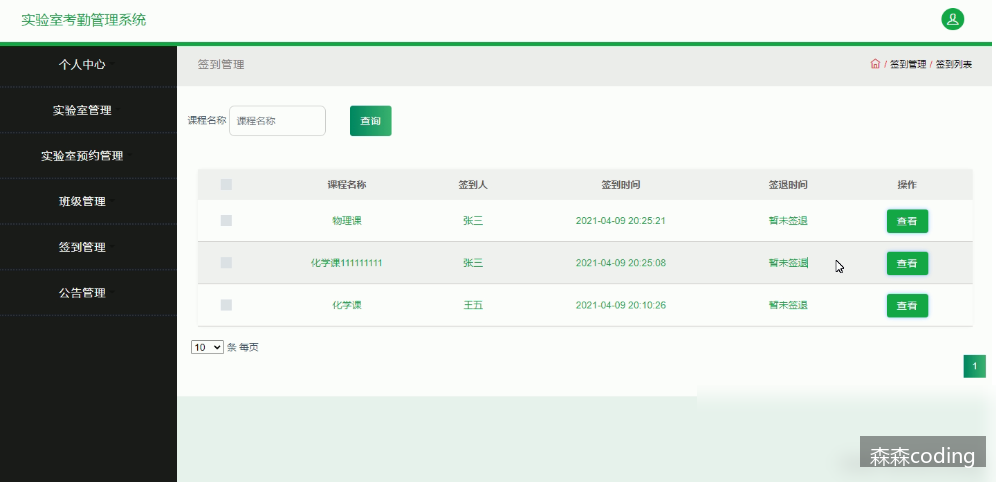 实验室考勤管理系统
个人中心
实验室管理
实验室预约管理
班级管理
签到管理
公告管理
签到管理
/ 签到管理 / 签到列表
课程名称 课程名称 查询
课程名称 签到人 签到时间 签退时间 操作
物理课 张三 2021-04-09 20:25:21 暂未签退 查看
化学课111111111 张三 2021-04-09 20:25:08 暂未签退 查看
化学课 王五 2021-04-09 20:10:26 暂未签退 查看
10 条 每页
1
森森coding